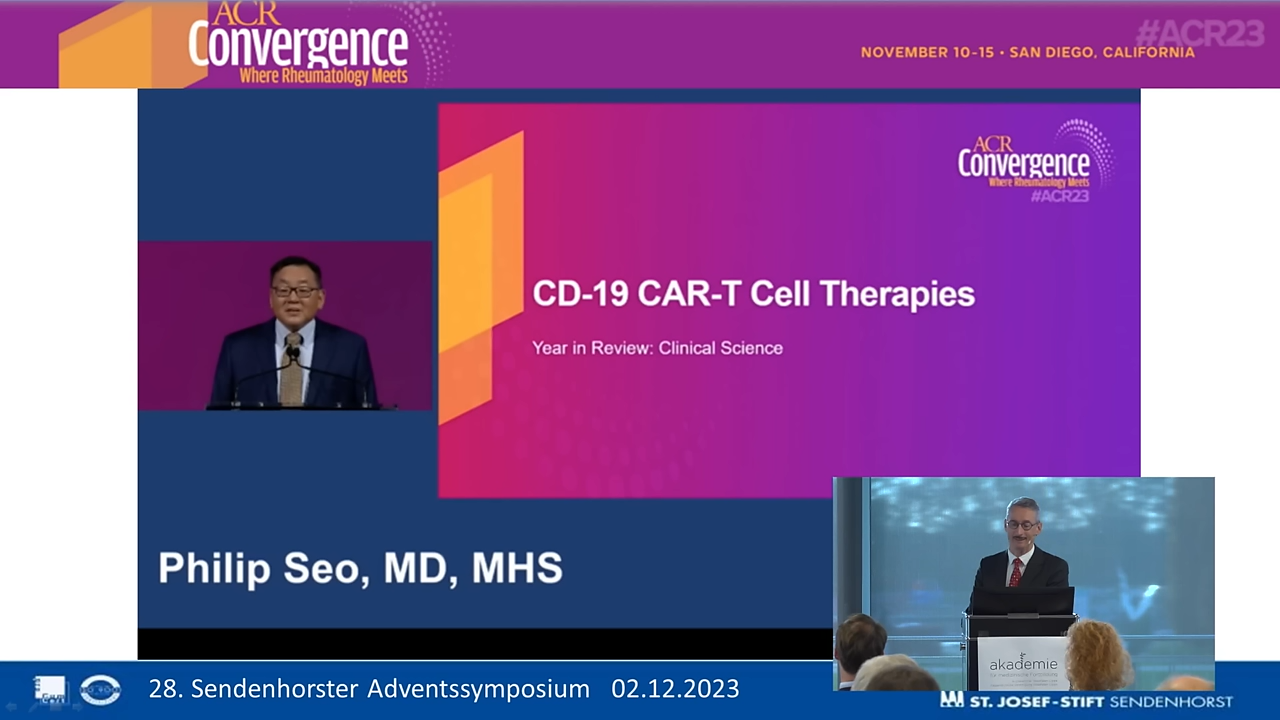 ACR
Convergence
Where Rheumatology Meets
#ACR23
NOVEMBER 10-15 • SAN DIEGO, CALIFORNIA
ACR
Convergence
Where Rheumatology Meets
#ACR23
CD-19 CAR-T Cell Therapies
Year in Review: Clinical Science
Philip Seo, MD, MHS
akademie
28. Sendenhorster Adventssymposium 02.12.2023
ST. JOSEF-STIFT SENDENHORST